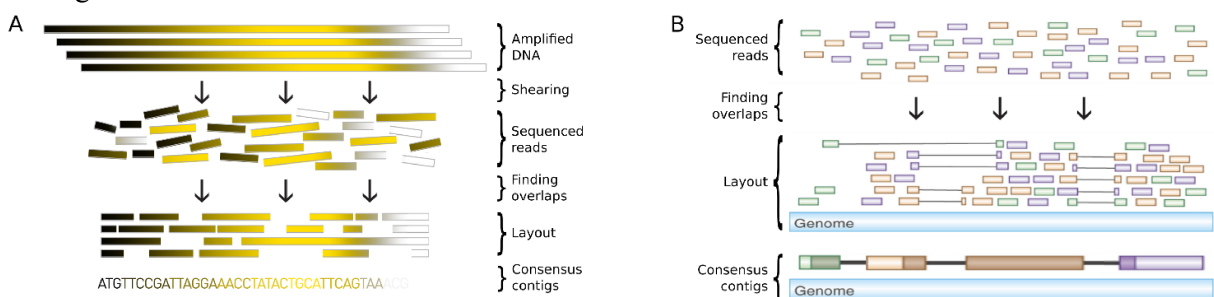 A
Amplified
DNA
Shearing
Sequenced
reads
Finding
overlaps
Layout
ATGTTCCGATTAGGAAACCTATACTGCATTCAGTAAACG
Consensus
contigs
B
Sequenced
reads
Finding
overlaps
Layout
Genome
Consensus
contigs
Genome